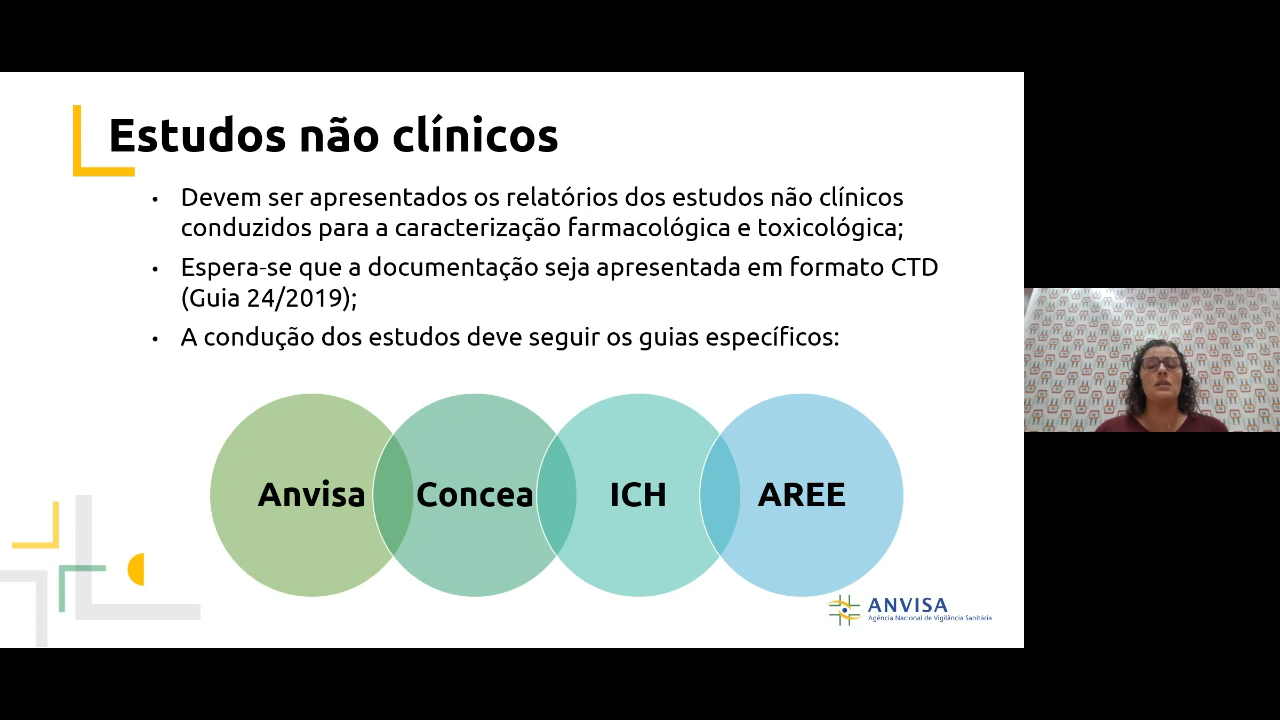 Estudos não clínicos
• Devem ser apresentados os relatórios dos estudos não clínicos
conduzidos para a caracterização farmacológica e toxicológica;
• Espera-se que a documentação seja apresentada em formato CTD
(Guia 24/2019);
• A condução dos estudos deve seguir os guias específicos:
Anvisa
Concea
ICH
AREE
ANVISA
Agência Nacional de Vigilância Sanitária